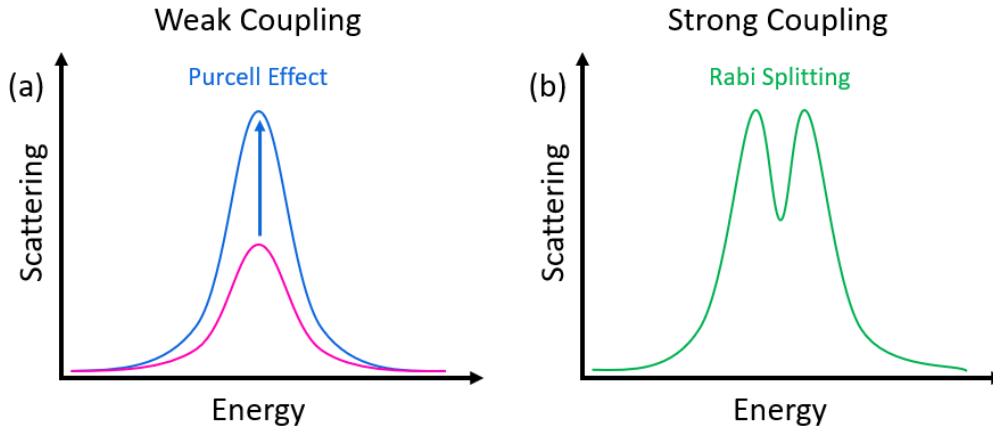 Weak Coupling
(a)
Purcell Effect
Scattering
Energy
Strong Coupling
(b)
Rabi Splitting
Scattering
Energy